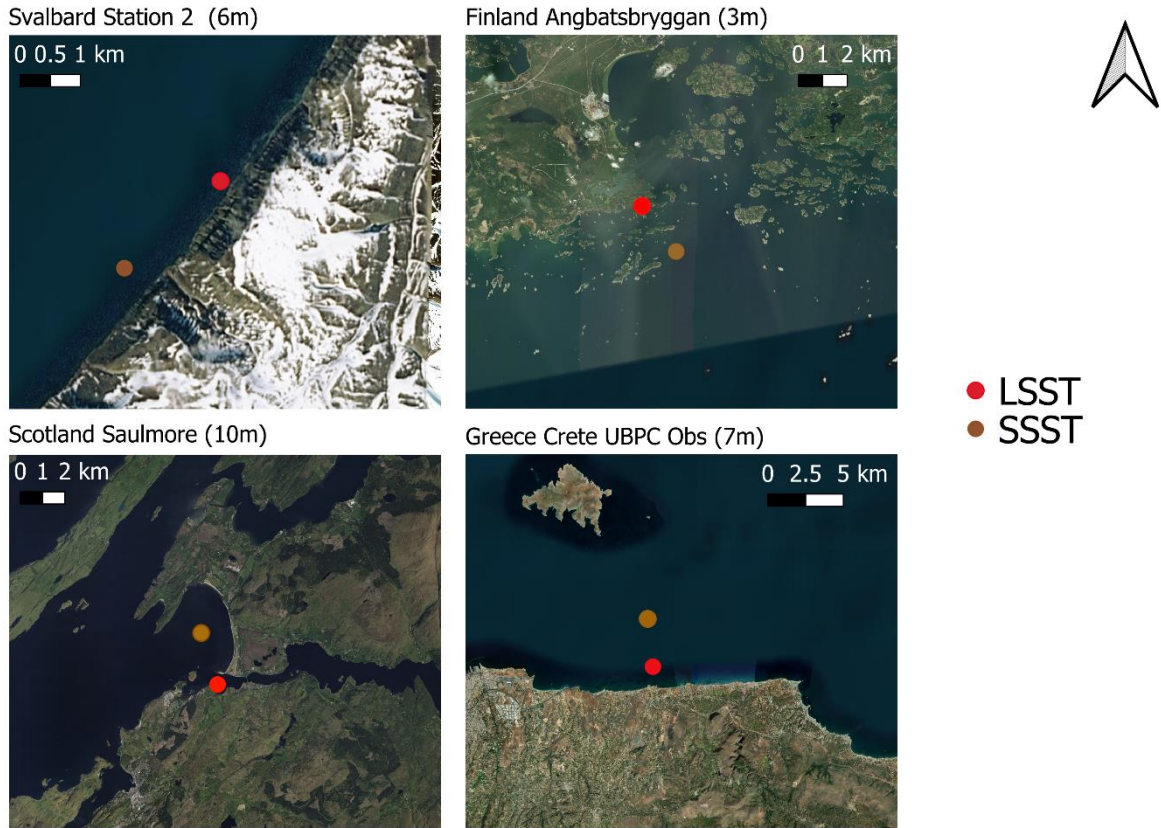 Svalbard Station 2 (6m)
0 0.5 1 km
Finland Angbatsbryggan (3m)
0 1 2 km
Scotland Saulmore (10m)
0 1 2 km
Greece Crete UBPC Obs (7m)
0 2.5 5 km
LSST
SSST